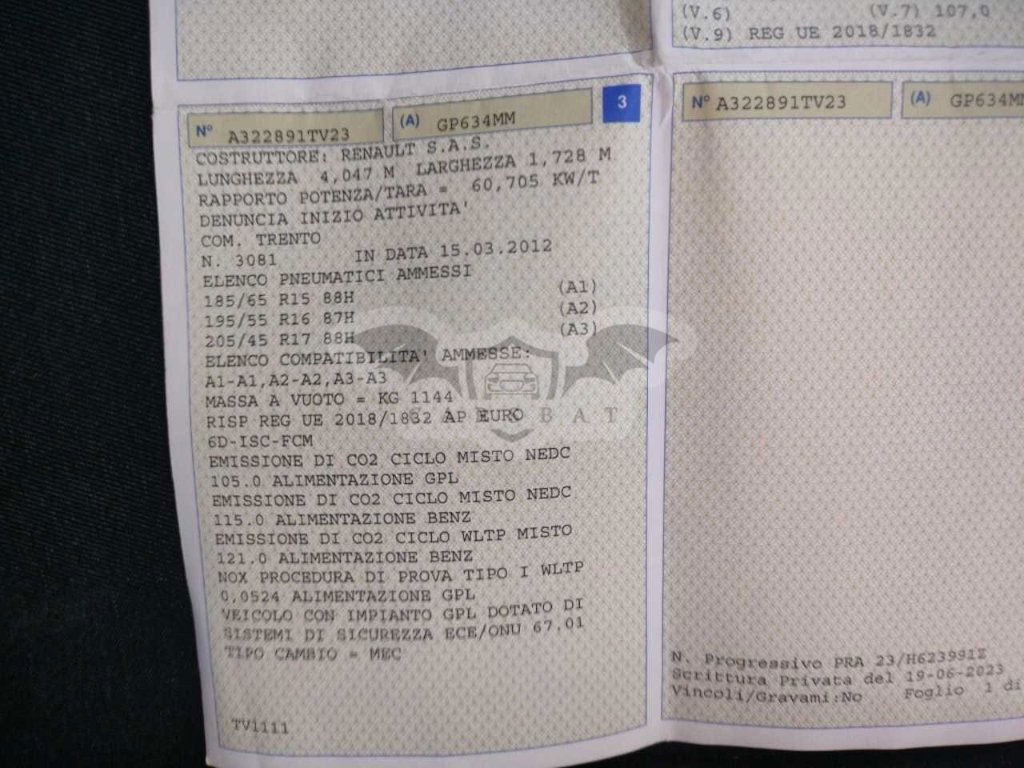 (V.6) (V.7) 107,0
(V.9) REG UE 2018/1832
N° A322891TV23 (A) GP634MM 3
COSTRUTTORE: RENAULT S.A.S.
LUNGHEZZA 4,047 M LARGHEZZA 1,728 M
RAPPORTO POTENZA/TARA = 60,705 KW/T
DENUNCIA INIZIO ATTIVITA'
COM. TRENTO
N. 3081 IN DATA 15.03.2012
ELENCO PNEUMATICI AMMESSI
185/65 R15 88H (A1)
195/55 R16 87H (A2)
205/45 R17 88H (A3)
ELENCO COMPATIBILITA' AMMESSE:
A1-A1,A2-A2,A3-A3
MASSA A VUOTO = KG 1144
RISP REG UE 2018/1832 AP EURO
6D-ISC-FCM
EMISSIONE DI CO2 CICLO MISTO NEDC
105.0 ALIMENTAZIONE GPL
EMISSIONE DI CO2 CICLO MISTO NEDC
115.0 ALIMENTAZIONE BENZ
EMISSIONE DI CO2 CICLO WLTP MISTO
121.0 ALIMENTAZIONE BENZ
NOX PROCEDURA DI PROVA TIPO I WLTP
0,0524 ALIMENTAZIONE GPL
VEICOLO CON IMPIANTO GPL DOTATO DI
SISTEMI DI SICUREZZA ECE/ONU 67.01
TIPO CAMBIO = MEC
TV1111
N° A322891TV23 (A) GP634MM
N. Progressivo PRA 23/H623991Z
Scrittura Privata del 19-06-2023
Vincoli/Gravami:No Foglio 1 di